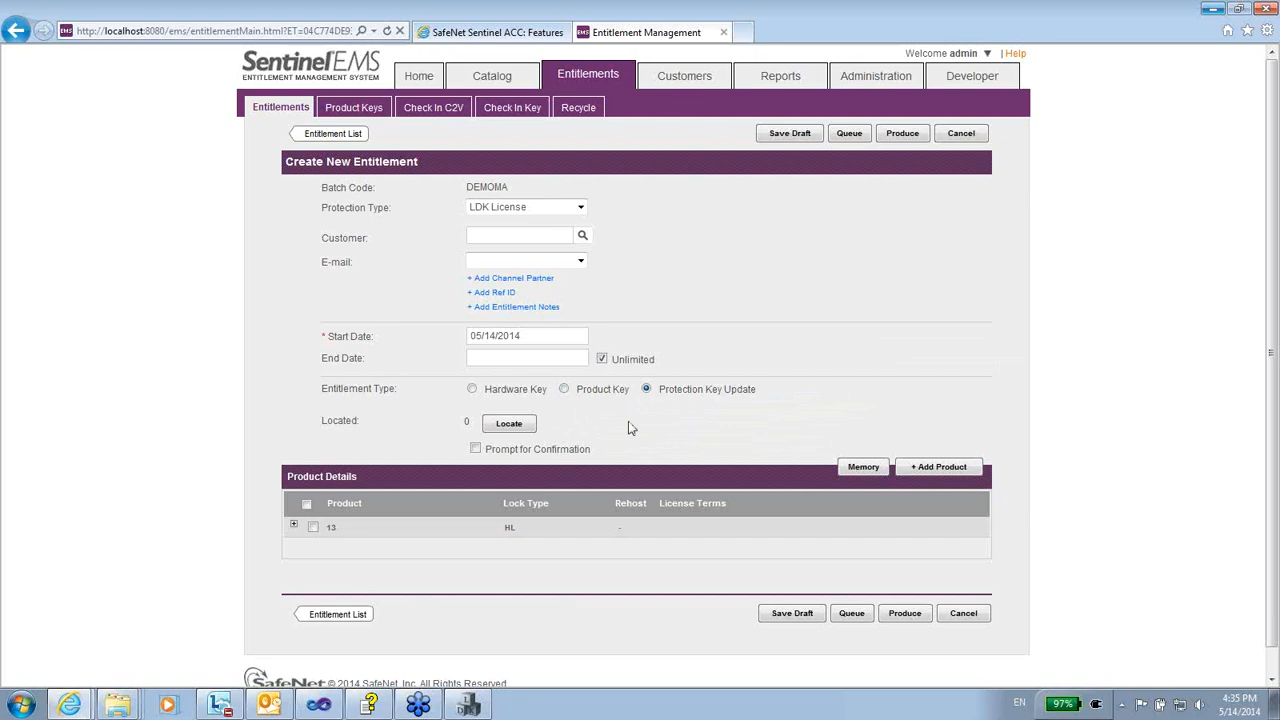 http://localhost:8080/ems/entitlementMain.html?ET=04C774DE9
SafeNet Sentinel ACC: Features
Entitlement Management
Welcome admin | Help
SentinelEMS
ENTITLEMENT MANAGEMENT SYSTEM
Home
Catalog
Entitlements
Customers
Reports
Administration
Developer
Entitlements
Product Keys
Check In C2V
Check In Key
Recycle
Entitlement List
Save Draft
Queue
Produce
Cancel
Create New Entitlement
Batch Code: DEMOMA
Protection Type: LDK License
Customer:
E-mail:
+ Add Channel Partner
+ Add Ref ID
+ Add Entitlement Notes
* Start Date: 05/14/2014
End Date: Unlimited
Entitlement Type: Hardware Key Product Key Protection Key Update
Located: 0 Locate
Prompt for Confirmation
Memory
+ Add Product
Product Details
Product Lock Type Rehost License Terms
13 HL -
Entitlement List
Save Draft
Queue
Produce
Cancel
SafeNet © 2014 SafeNet, Inc. All Rights Reserved.
EN
97%
4:35 PM
5/14/2014